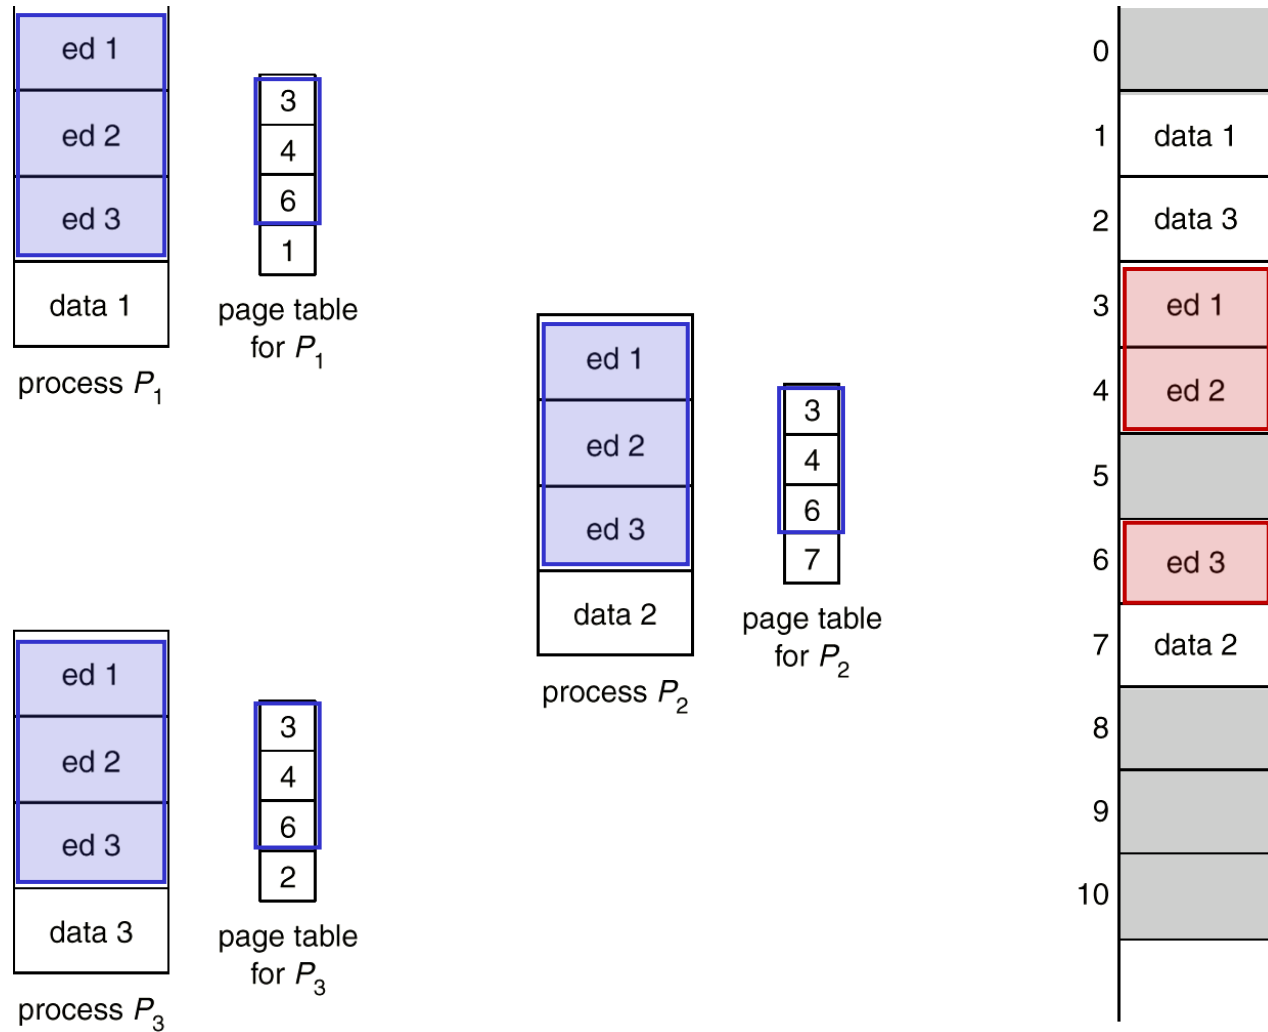 ed 1
ed 2
ed 3
data 1
process P1
3
4
6
1
page table
for P1
ed 1
ed 2
ed 3
data 2
process P2
3
4
6
7
page table
for P2
ed 1
ed 2
ed 3
data 3
process P3
3
4
6
2
page table
for P3
0
1 data 1
2 data 3
3 ed 1
4 ed 2
5
6 ed 3
7 data 2
8
9
10